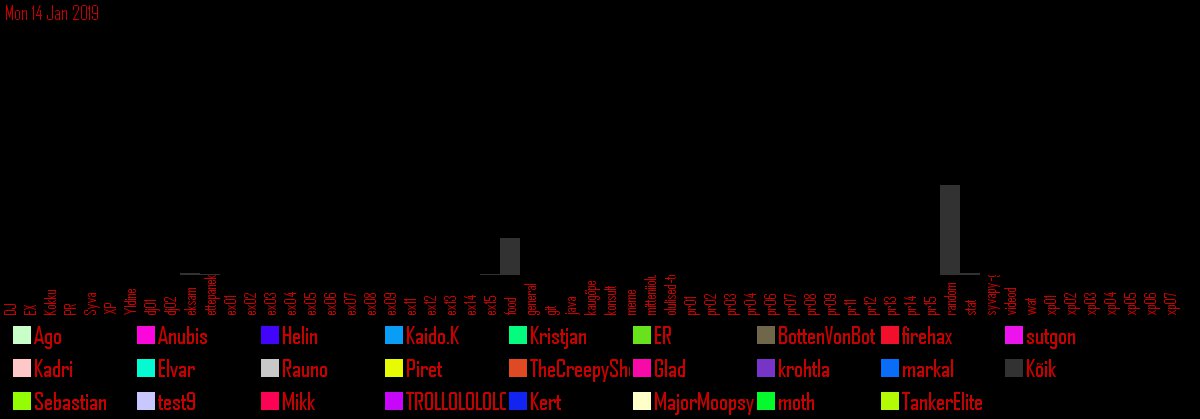 Mon 14 Jan 2019
DJ EX Kokku PR Syva XP Yldine dj01 dj02 eksam ettepanek ex01 ex02 ex03 ex04 ex05 ex06 ex07 ex08 ex09 ex11 ex12 ex13 ex14 ex15 food general git java kangõpe konsult meme mitteniidi olulised-h pr01 pr02 pr03 pr04 pr06 pr07 pr08 pr09 pr11 pr12 pr13 pr14 pr15 random stat syvapy-t videod wat xp01 xp02 xp03 xp04 xp05 xp06 xp07
Ago Anubis Helin Kaido.K Kristjan ER BottenVonBot firehax sutgon
Kadri Elvar Rauno Piret TheCreepySh Glad krohtla markal Kõik
Sebastian test9 Mikk TROLLOLOLOLO Kert MajorMoopsy moth TankerElite